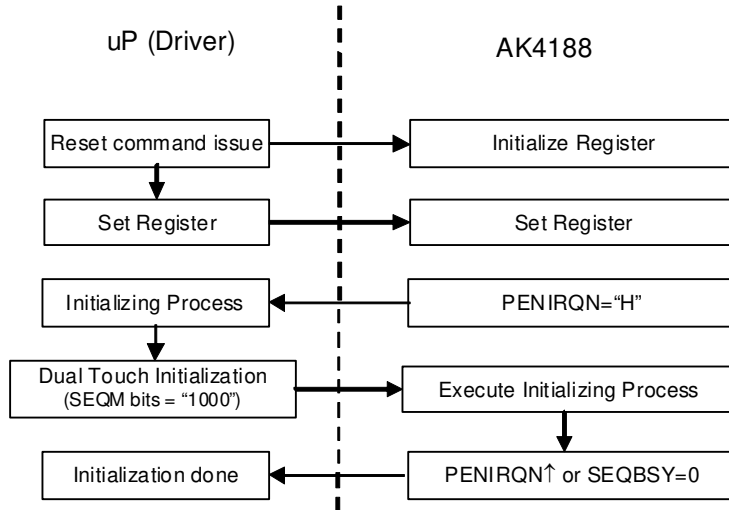 uP (Driver)
AK4188
Reset command issue
Initialize Register
Set Register
Set Register
Initializing Process
PENIRQN=“H”
Dual Touch Initialization
(SEQM bits = “1000”)
Execute Initializing Process
Initialization done
PENIRQN↑ or SEQBSY=0